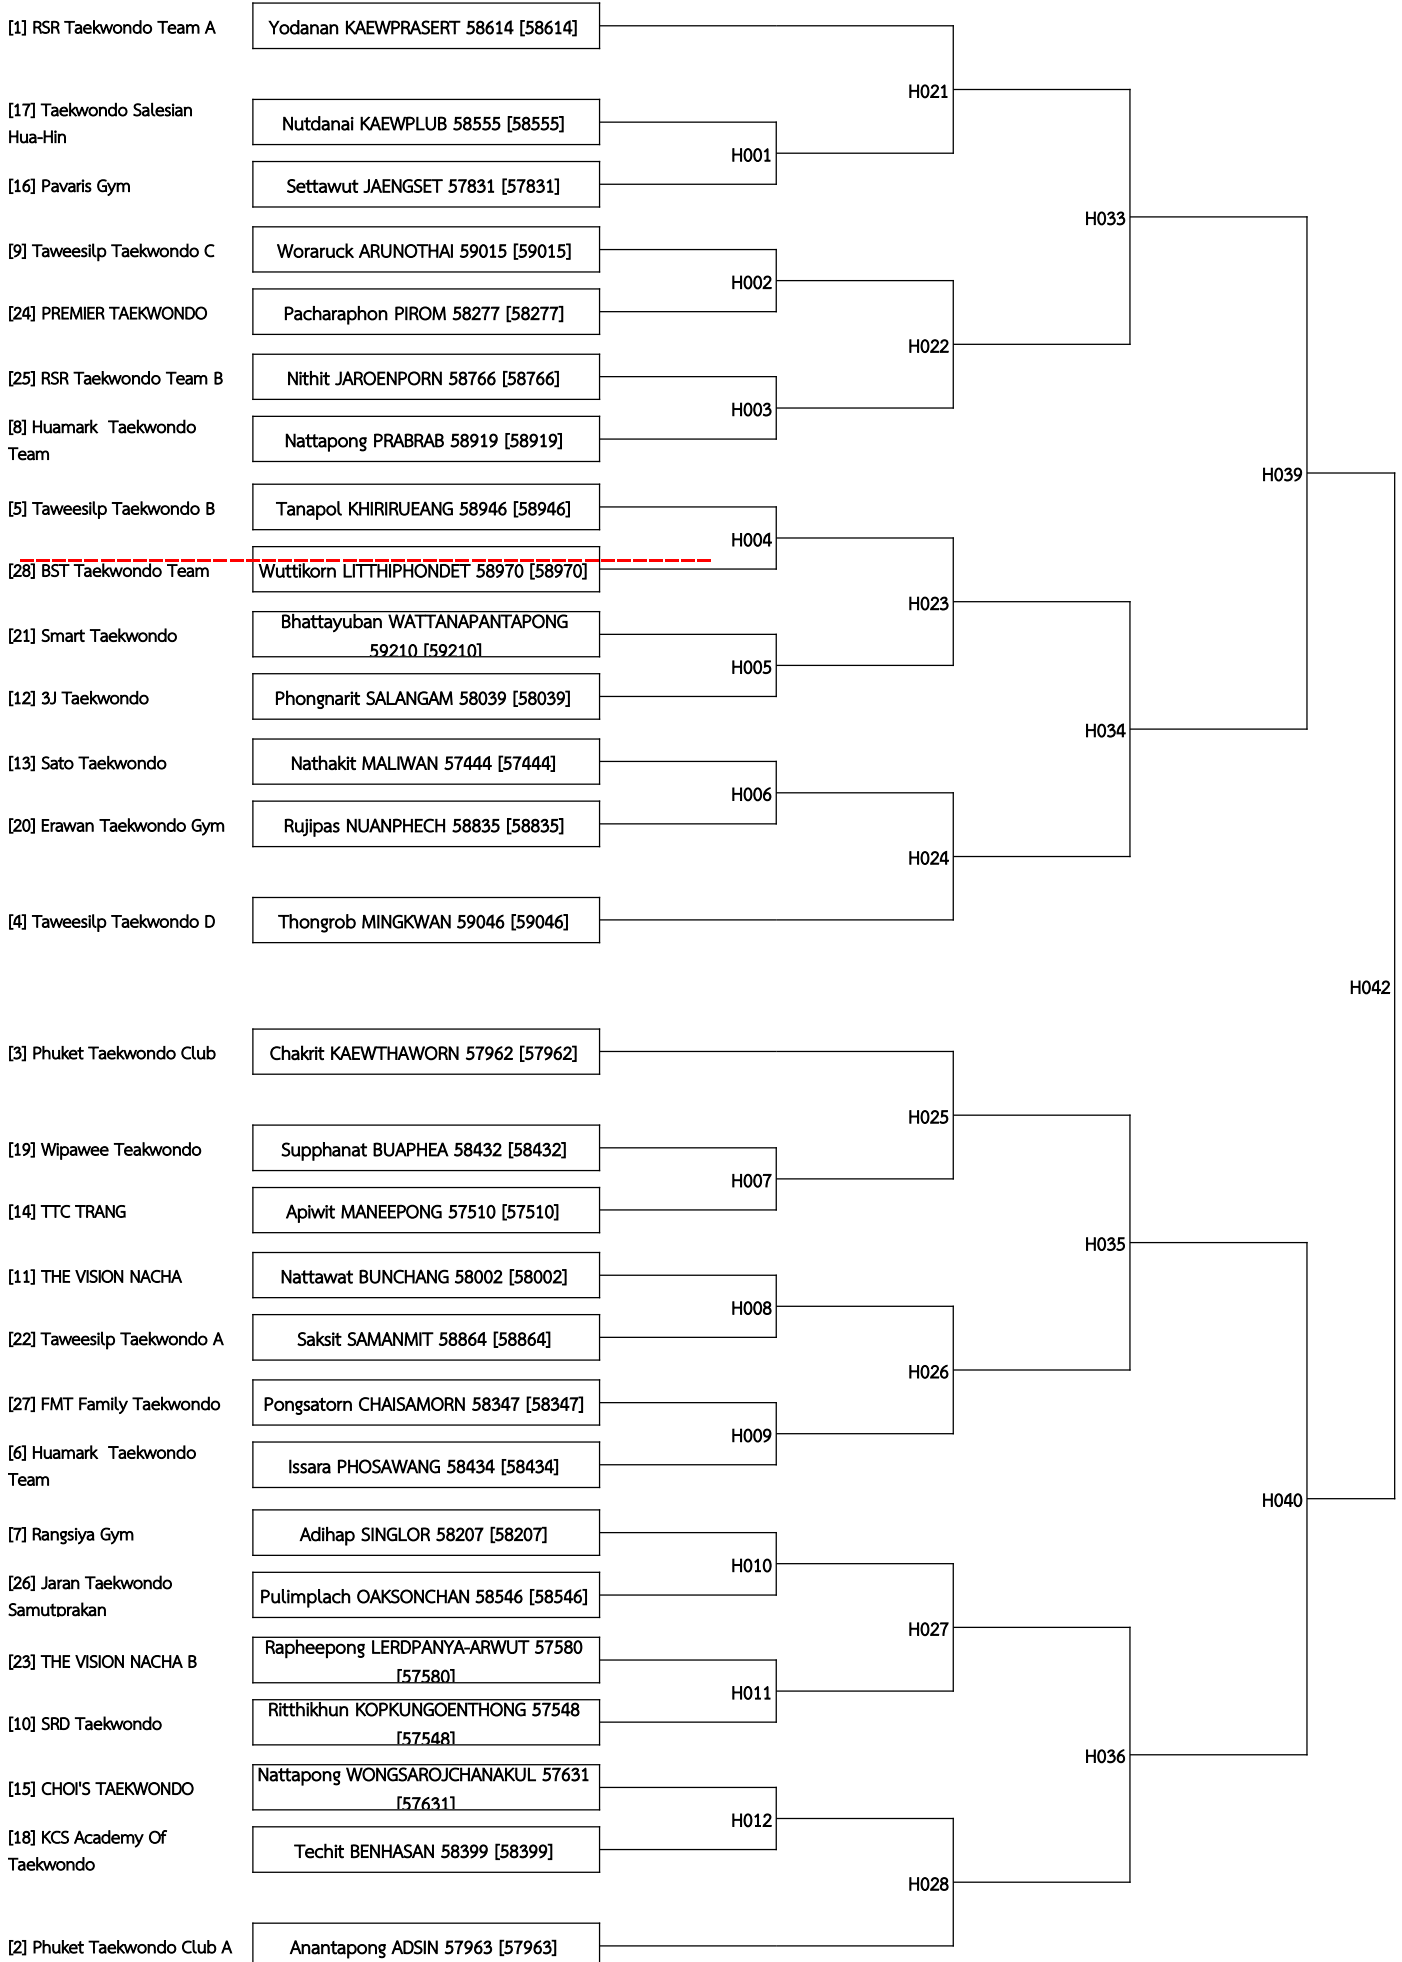 [1] RSR Taekwondo Team A
Yodanan KAEWPRASERT 58614 [58614]
H021
[17] Taekwondo Salesian
Hua-Hin
Nutdanai KAEWPLUB 58555 [58555]
H001
[16] Pavaris Gym
Settawut JAENGSET 57831 [57831]
H033
[9] Taweesilp Taekwondo C
Woraruck ARUNOTHAI 59015 [59015]
H002
[24] PREMIER TAEKWONDO
Pacharaphon PIROM 58277 [58277]
H022
[25] RSR Taekwondo Team B
Nithit JAROENPORN 58766 [58766]
H003
[8] Huamark  Taekwondo
Team
Nattapong PRABRAB 58919 [58919]
H039
[5] Taweesilp Taekwondo B
Tanapol KHIRIRUEANG 58946 [58946]
H004
[28] BST Taekwondo Team
Wuttikorn LITTHIPHONDET 58970 [58970]
H023
[21] Smart Taekwondo
Bhattayuban WATTANAPANTAPONG
59210 [59210]
H005
[12] 3J Taekwondo
Phongnarit SALANGAM 58039 [58039]
H034
[13] Sato Taekwondo
Nathakit MALIWAN 57444 [57444]
H006
[20] Erawan Taekwondo Gym
Rujipas NUANPHECH 58835 [58835]
H024
[4] Taweesilp Taekwondo D
Thongrob MINGKWAN 59046 [59046]
H042
[3] Phuket Taekwondo Club
Chakrit KAEWTHAWORN 57962 [57962]
H025
[19] Wipawee Teakwondo
Supphanat BUAPHEA 58432 [58432]
H007
[14] TTC TRANG
Apiwit MANEEPONG 57510 [57510]
H035
[11] THE VISION NACHA
Nattawat BUNCHANG 58002 [58002]
H008
[22] Taweesilp Taekwondo A
Saksit SAMANMIT 58864 [58864]
H026
[27] FMT Family Taekwondo
Pongsatorn CHAISAMORN 58347 [58347]
H009
[6] Huamark  Taekwondo
Team
Issara PHOSAWANG 58434 [58434]
H040
[7] Rangsiya Gym
Adihap SINGLOR 58207 [58207]
H010
[26] Jaran Taekwondo
Samutprakan
Pulimplach OAKSONCHAN 58546 [58546]
H027
[23] THE VISION NACHA B
Rapheepong LERDPANYA-ARWUT 57580
[57580]
H011
[10] SRD Taekwondo
Ritthikhun KOPKUNGOENTHONG 57548
[57548]
H036
[15] CHOI'S TAEKWONDO
Nattapong WONGSAROJCHANAKUL 57631
[57631]
H012
[18] KCS Academy Of
Taekwondo
Techit BENHASAN 58399 [58399]
H028
[2] Phuket Taekwondo Club A
Anantapong ADSIN 57963 [57963]